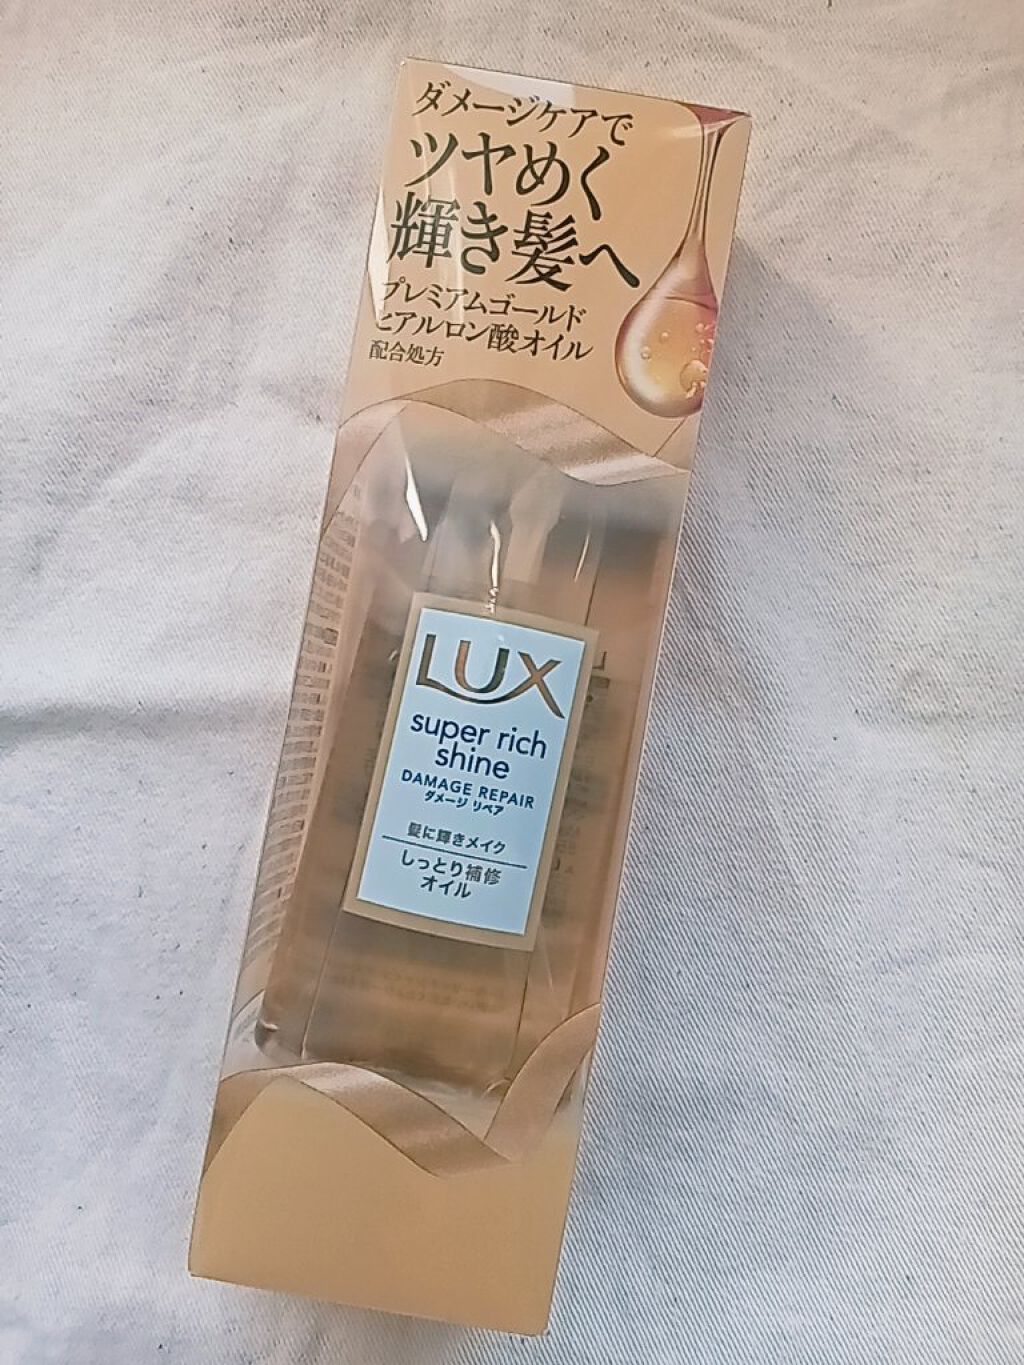 ダメージケアで
ツヤめく
輝き髪へ
プレミアムゴールド
ヒアルロン酸オイル
配合処方
LUX
super rich
shine
DAMAGE REPAIR
ダメージ リペア
髪に輝きメイク
しっとり補修
オイル